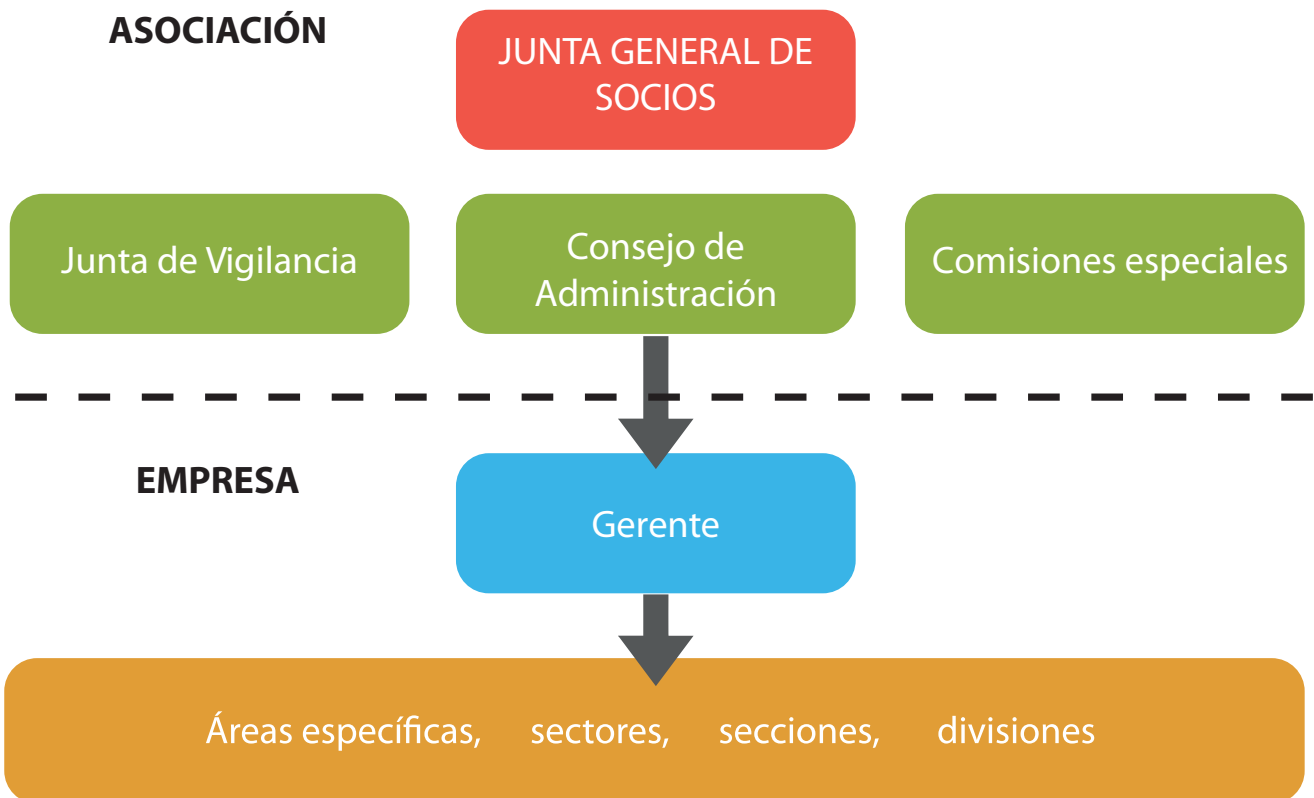 ASOCIACIÓN
JUNTA GENERAL DE
SOCIOS
Junta de Vigilancia
Consejo de
Administración
Comisiones especiales
EMPRESA
Gerente
Áreas específicas, sectores, secciones, divisiones